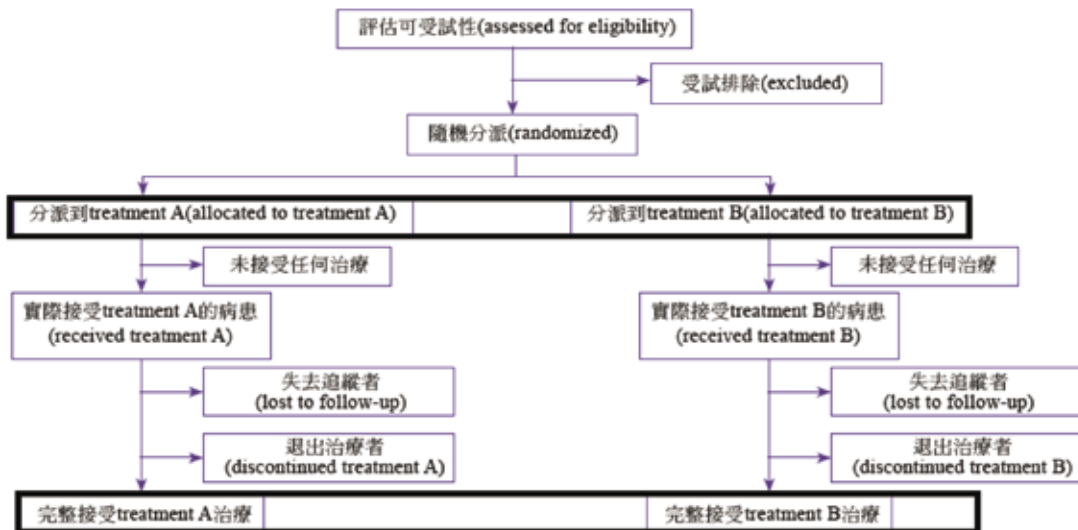 評估可受試性(assessed for eligibility)
受試排除(excluded)
隨機分派(randomized)
分派到treatment A(allocated to treatment A)
分派到treatment B(allocated to treatment B)
未接受任何治療
未接受任何治療
實際接受treatment A的病患
(received treatment A)
實際接受treatment B的病患
(received treatment B)
失去追蹤者
(lost to follow-up)
失去追蹤者
(lost to follow-up)
退出治療者
(discontinued treatment A)
退出治療者
(discontinued treatment B)
完整接受treatment A治療
完整接受treatment B治療